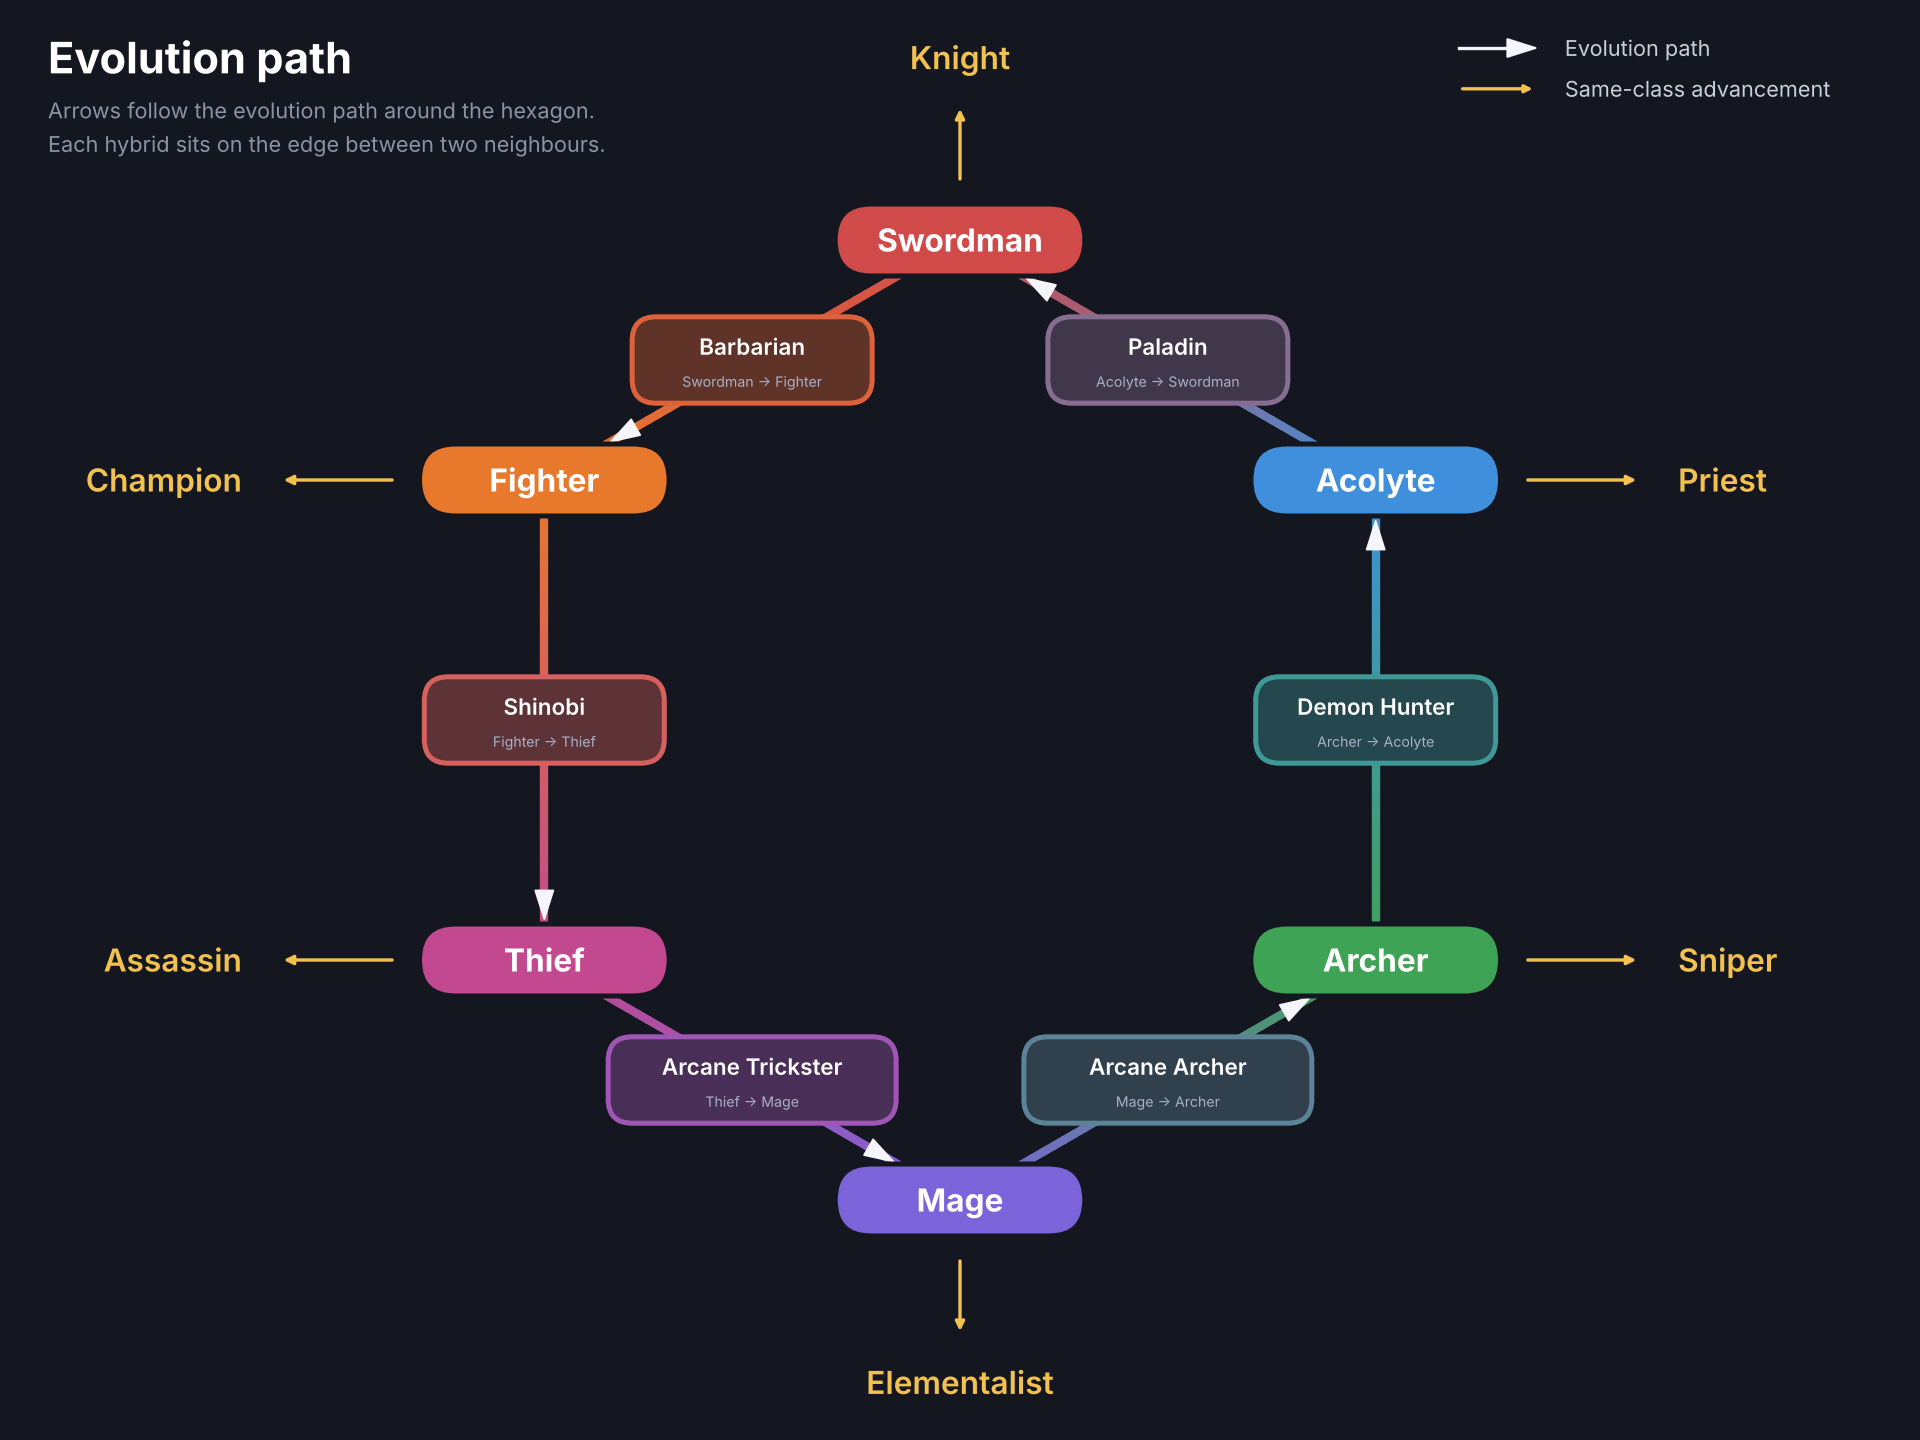 Evolution path
Arrows follow the evolution path around the hexagon.
Each hybrid sits on the edge between two neighbours.
Knight
Evolution path
Same-class advancement
Swordman
Barbarian
Swordman → Fighter
Paladin
Acolyte → Swordman
Champion
Fighter
Acolyte
Priest
Shinobi
Fighter → Thief
Demon Hunter
Archer → Acolyte
Assassin
Thief
Archer
Sniper
Arcane Trickster
Thief → Mage
Arcane Archer
Mage → Archer
Mage
Elementalist